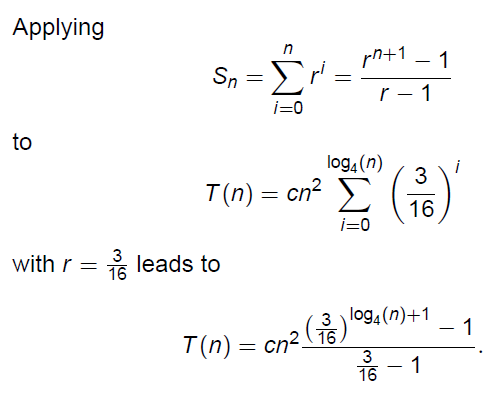 Applying
S_n = \sum_{i=0}^{n} r^i = \frac{r^{n+1} - 1}{r - 1}
to
T(n) = cn^2 \sum_{i=0}^{\log_4(n)} \left(\frac{3}{16}\right)^i
with r = \frac{3}{16} leads to
T(n) = cn^2 \frac{\left(\frac{3}{16}\right)^{\log_4(n)+1} - 1}{\frac{3}{16} - 1}.